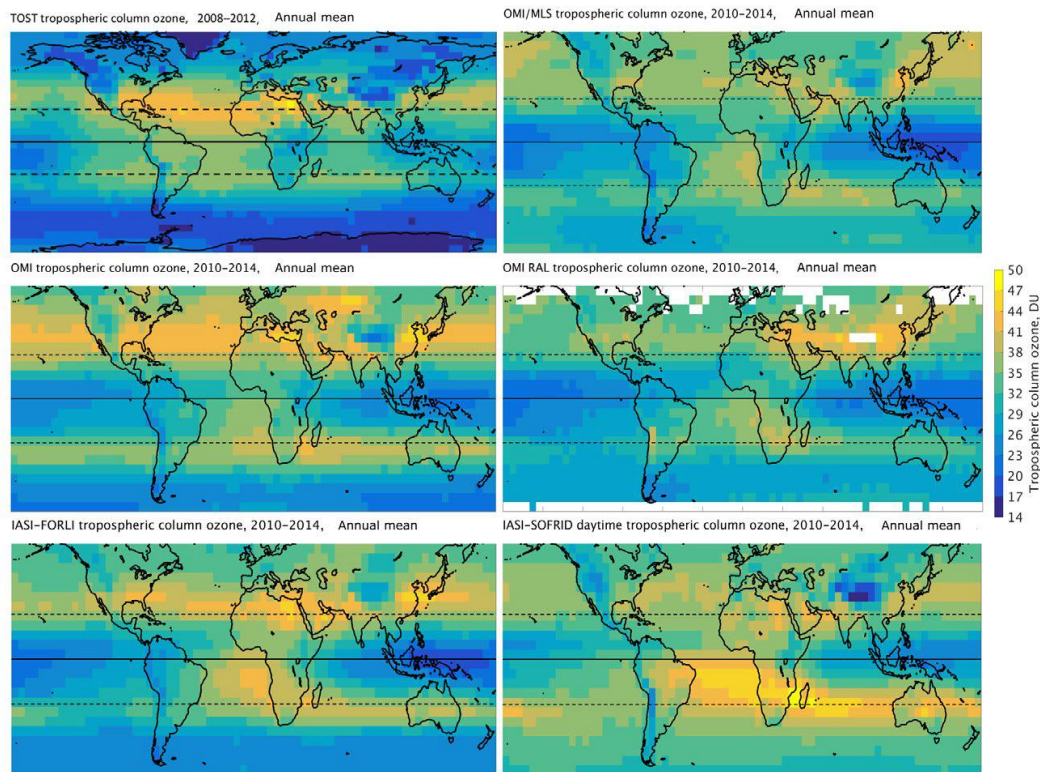 TOST tropospheric column ozone, 2008-2012, Annual mean
OMI/MLS tropospheric column ozone, 2010-2014, Annual mean
OMI tropospheric column ozone, 2010-2014, Annual mean
OMI RAL tropospheric column ozone, 2010-2014, Annual mean
50
47
44
41
38
35
32
29
26
23
20
17
14
Tropospheric column ozone, DU
IASI-FORLI tropospheric column ozone, 2010-2014, Annual mean
IASI-SOFRID daytime tropospheric column ozone, 2010-2014, Annual mean